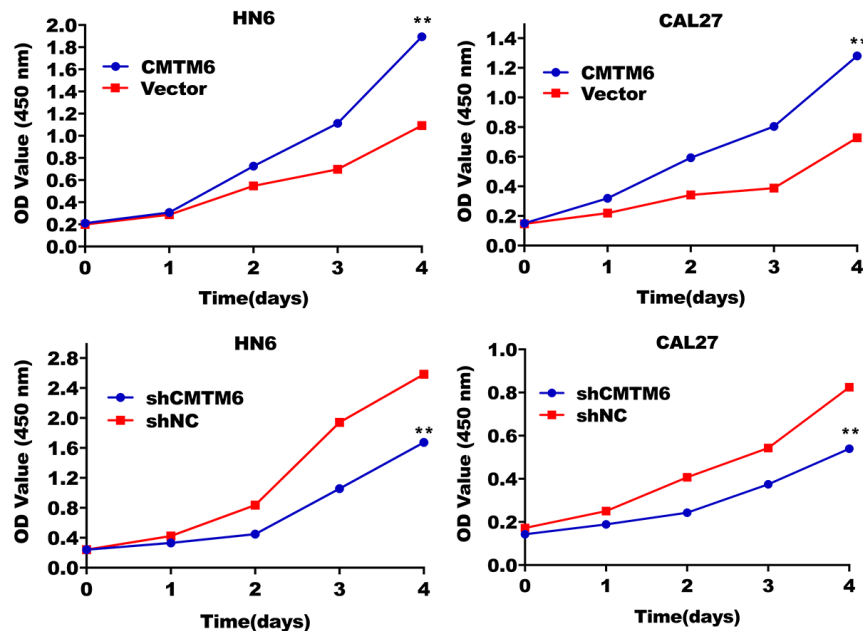 HN6
OD Value (450 nm)
2.0
1.8
1.6
1.4
1.2
1.0
0.8
0.6
0.4
0.2
0.0
CMTM6
Vector
**
0 1 2 3 4
Time(days)
CAL27
OD Value (450 nm)
1.4
1.2
1.0
0.8
0.6
0.4
0.2
0.0
CMTM6
Vector
**
0 1 2 3 4
Time(days)
HN6
OD Value (450 nm)
2.8
2.4
2.0
1.6
1.2
0.8
0.4
0.0
shCMTM6
shNC
**
0 1 2 3 4
Time(days)
CAL27
OD Value (450 nm)
1.0
0.8
0.6
0.4
0.2
0.0
shCMTM6
shNC
**
0 1 2 3 4
Time(days)